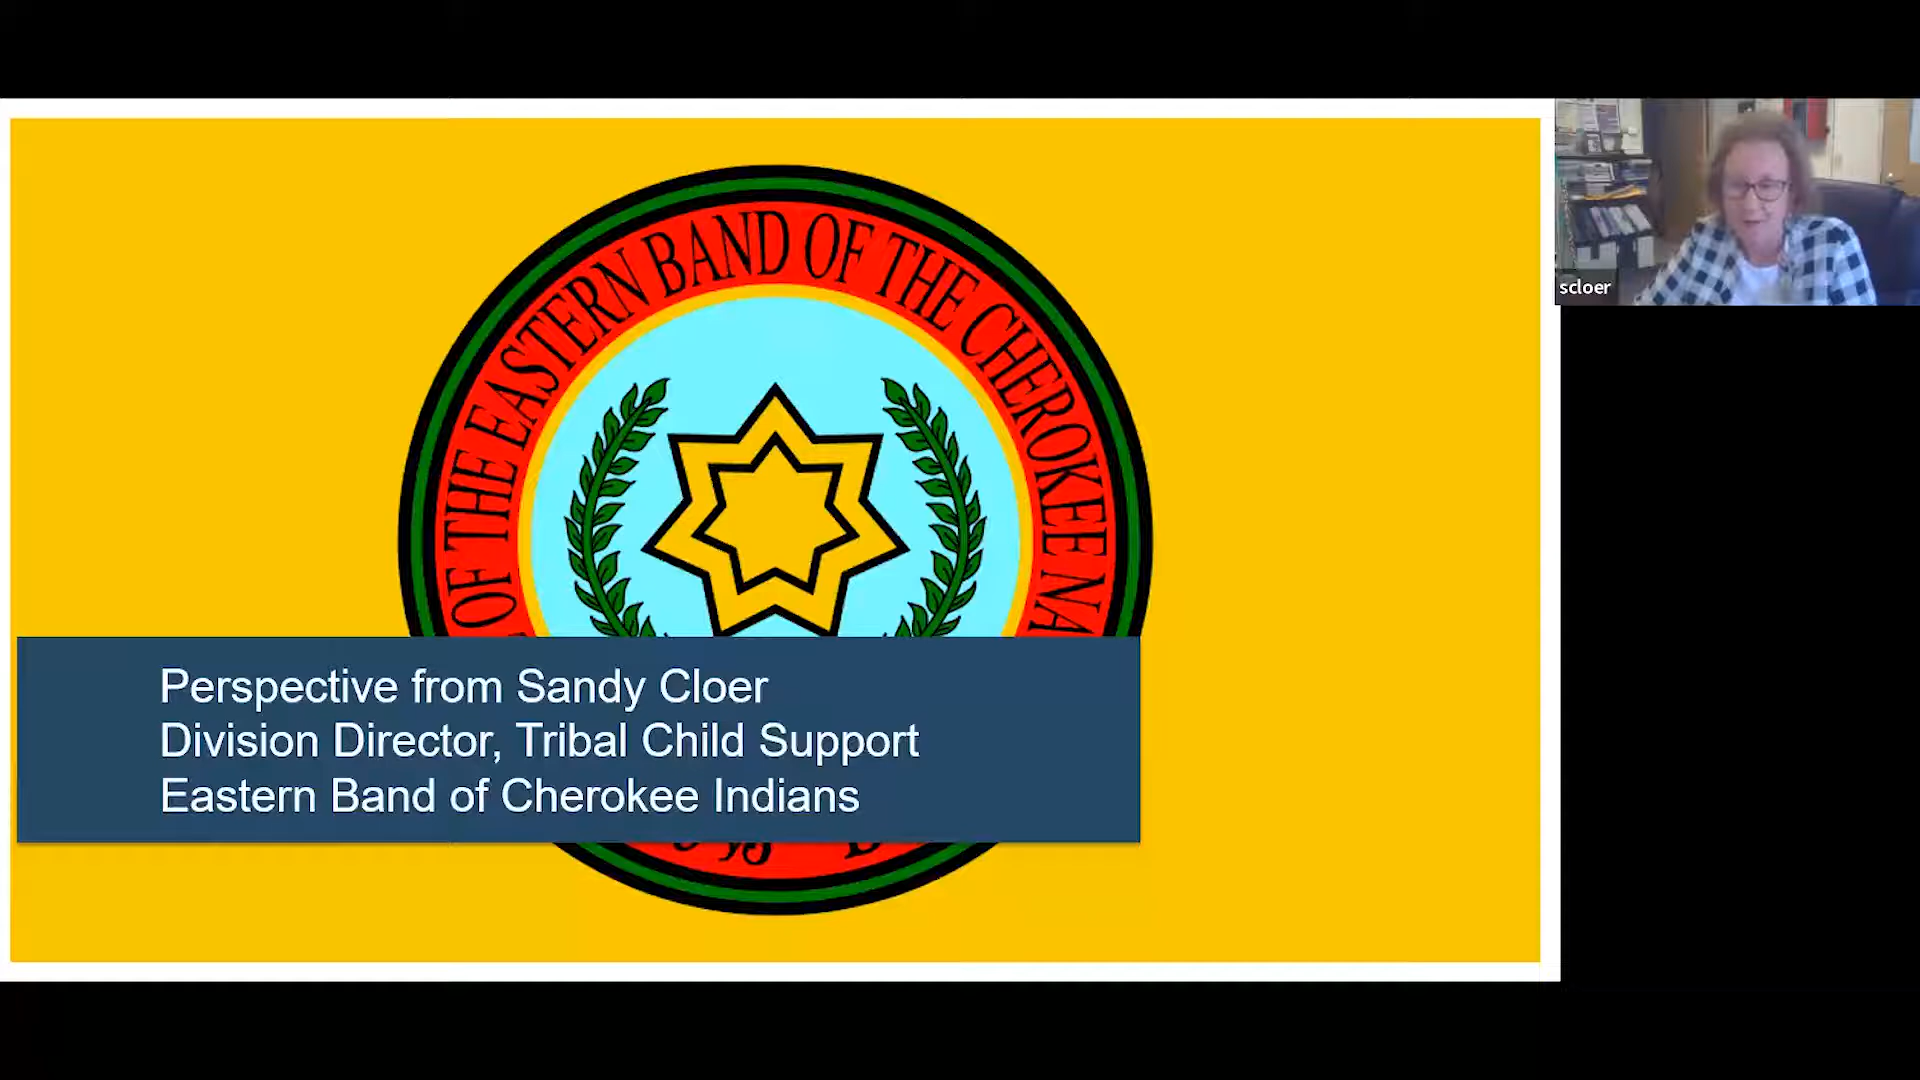 OF THE EASTERN BAND OF THE CHEROKEE NA
scloer
Perspective from Sandy Cloer
Division Director, Tribal Child Support
Eastern Band of Cherokee Indians